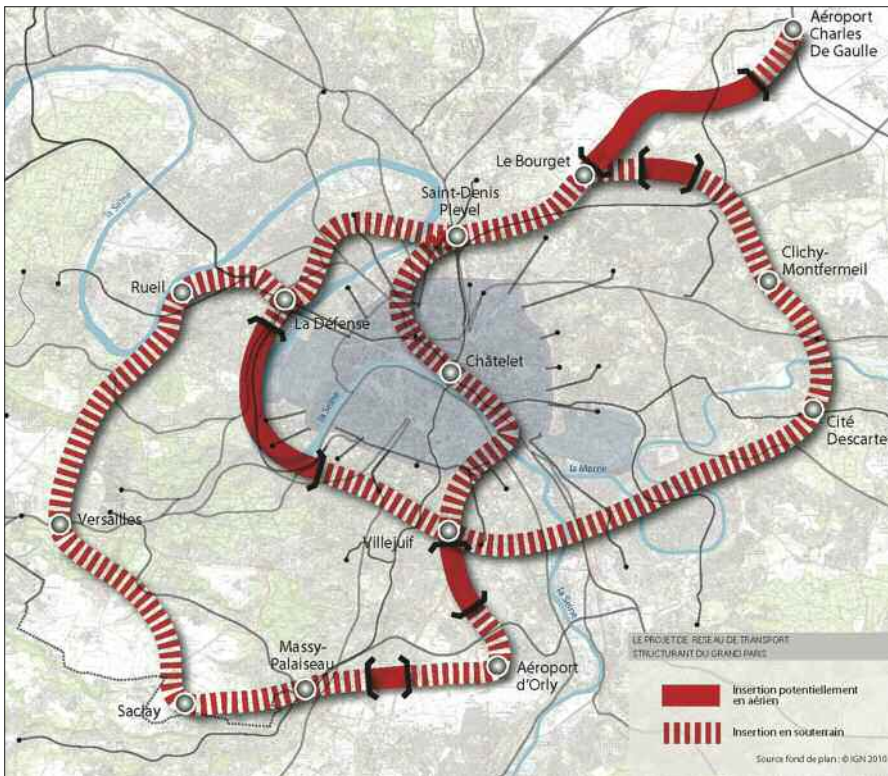 Aéroport
Charles
De Gaulle
Le Bourget
Saint-Denis
Pleyel
la Seine
Clichy-
Montfermeil
Rueil
La Défense
Châtelet
la Seine
Cité
Descarte
la Marne
Versailles
Villejuif
la Seine
Massy-
Palaiseau
Aéroport
d'Orly
Saclay
LE PROJET DE RESEAU DE TRANSPORT
STRUCTURANT DU GRAND PARIS
Insertion potentiellement
en aérien
Insertion en souterrain
Source fond de plan : © IGN 2010